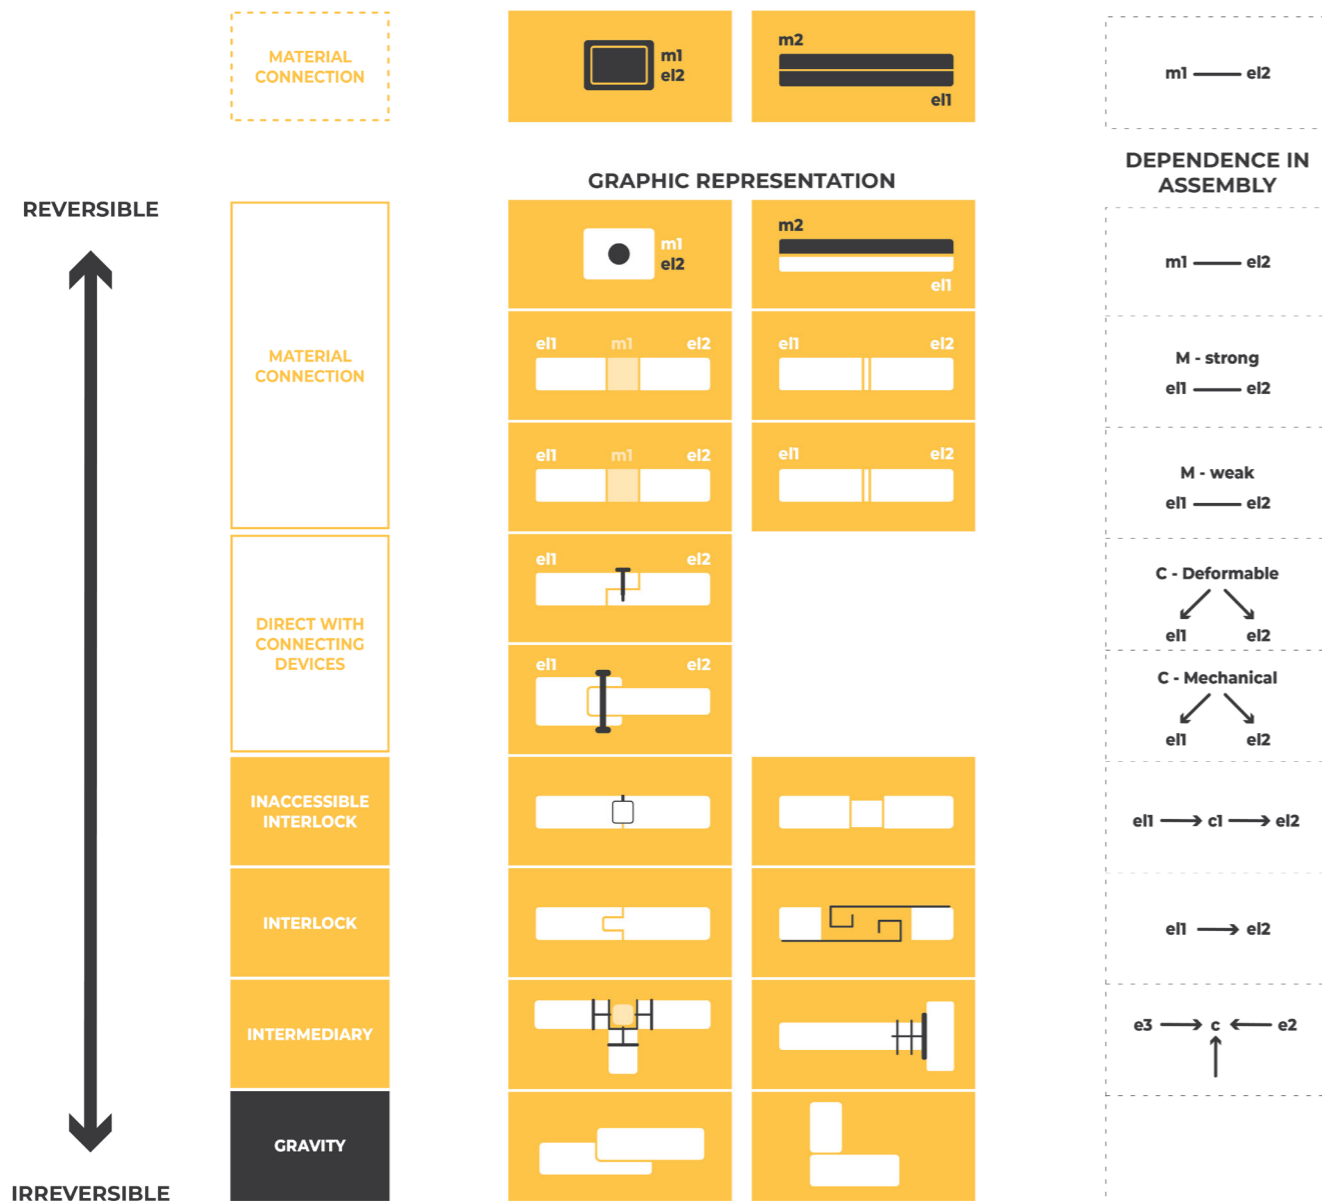 MATERIAL
CONNECTION
m1
el2
m2
el1
m1 el2
GRAPHIC REPRESENTATION
DEPENDENCE IN
ASSEMBLY
REVERSIBLE
MATERIAL
CONNECTION
m1
el2
m2
el1
m1 el2
el1 m1 el2
el1 el2
M - strong
el1 el2
el1 m1 el2
el1 el2
M - weak
el1 el2
DIRECT WITH
CONNECTING
DEVICES
el1 el2
C - Deformable
el1 el2
el1 el2
C - Mechanical
el1 el2
INACCESSIBLE
INTERLOCK
el1 c1 el2
INTERLOCK
el1 el2
INTERMEDIARY
e3 c e2
GRAVITY
IRREVERSIBLE